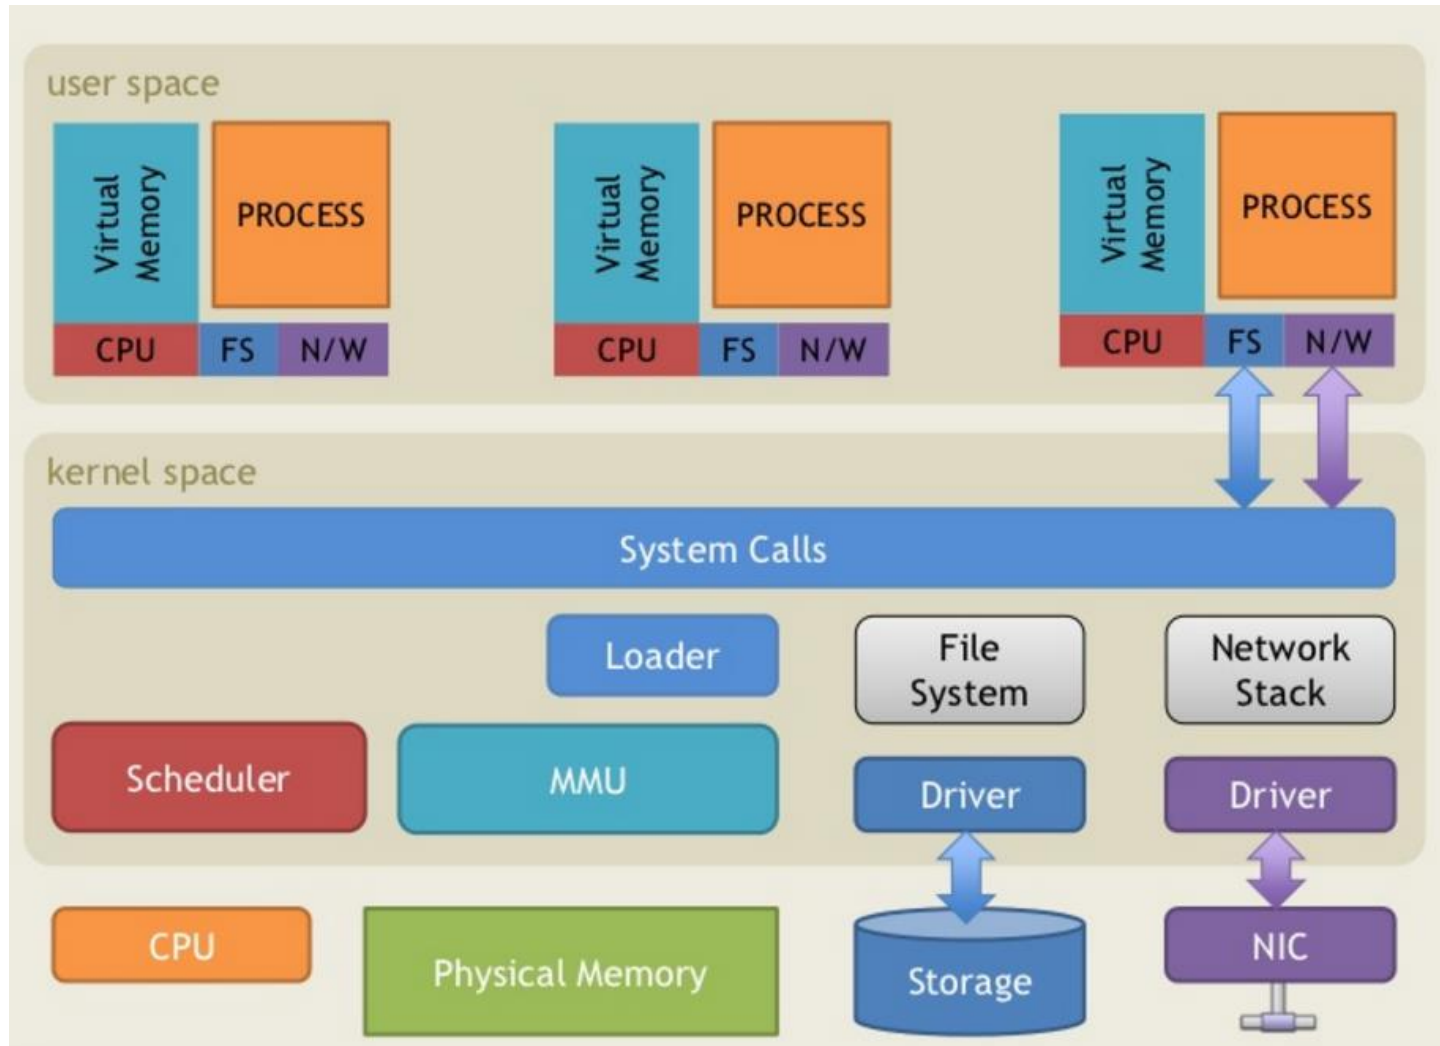 user space
Virtual
Memory
PROCESS
CPU
FS
N/W
Virtual
Memory
PROCESS
CPU
FS
N/W
Virtual
Memory
PROCESS
CPU
FS
N/W
kernel space
System Calls
Loader
File
System
Network
Stack
Scheduler
MMU
Driver
Driver
CPU
Physical Memory
Storage
NIC